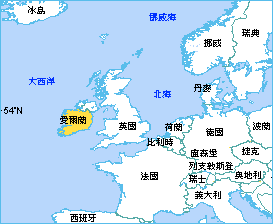 冰島
挪威海
瑞典
挪威
大西洋
丹麥
北海
54°N
愛爾蘭
英國
荷蘭
德國
波蘭
比利時
盧森堡
捷克
列支敦斯登
法國
瑞士
奧地利
義大利
西班牙